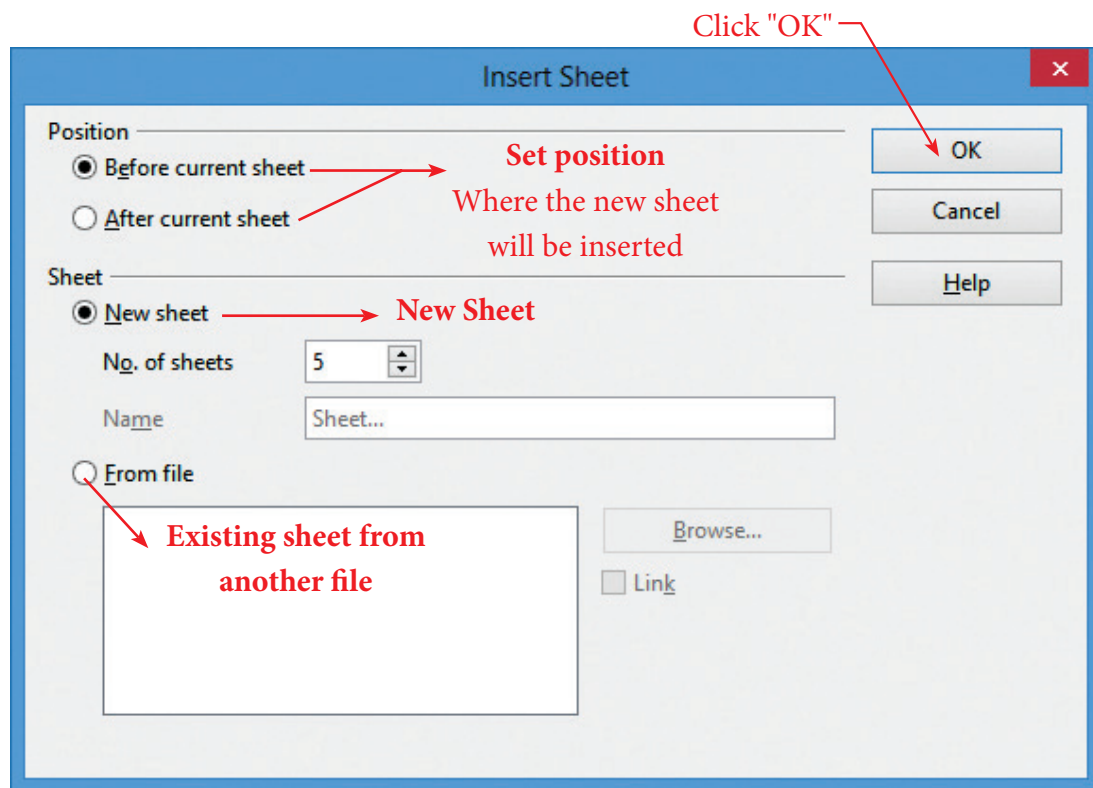 Click "OK"
Insert Sheet
Position
Before current sheet
Set position
OK
After current sheet
Where the new sheet
will be inserted
Cancel
Sheet
Help
New sheet
New Sheet
No. of sheets
5
Name
Sheet...
From file
Existing sheet from
another file
Browse...
Link